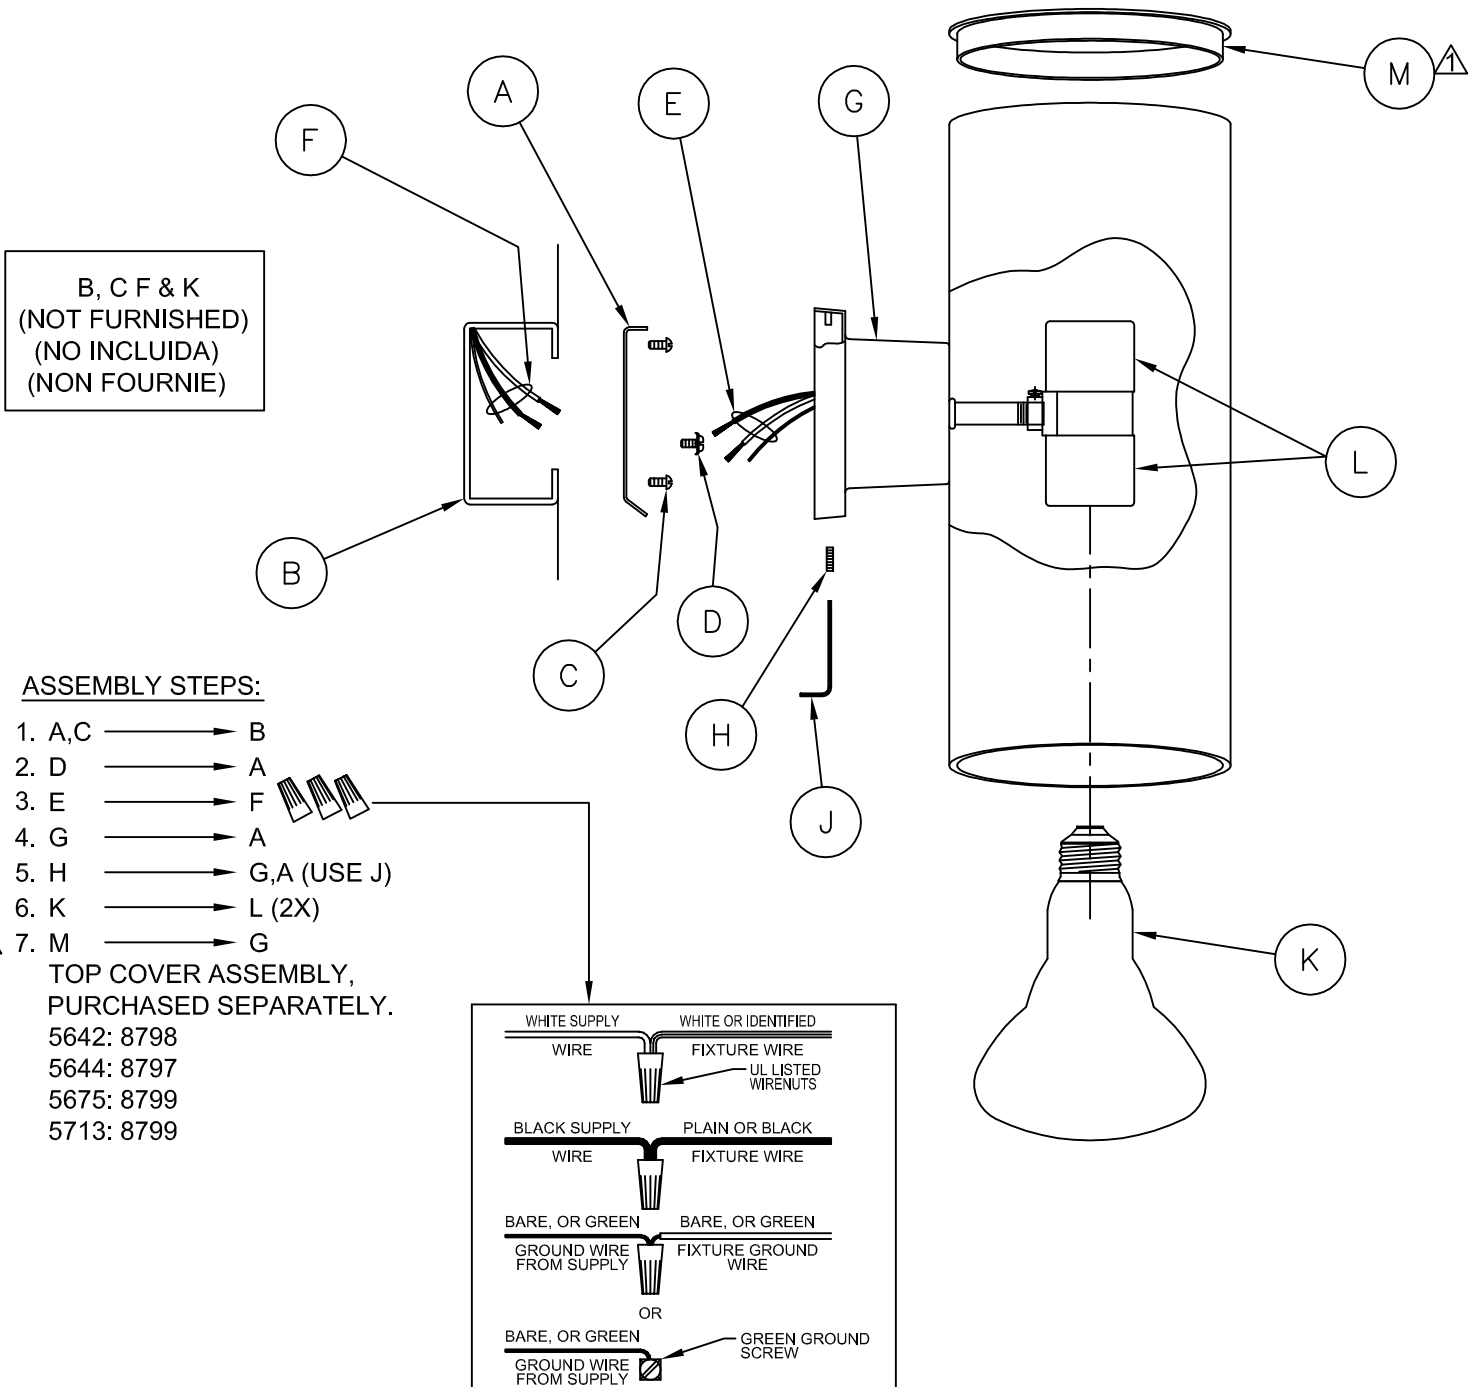 M 1
A
E
G
F
B, C F & K
(NOT FURNISHED)
(NO INCLUIDA)
(NON FOURNIE)
L
B
D
C
H
J
K
ASSEMBLY STEPS:
1. A,C B
2. D A
3. E F
4. G A
5. H G,A (USE J)
6. K L (2X)
7. M G
TOP COVER ASSEMBLY,
PURCHASED SEPARATELY.
5642: 8798
5644: 8797
5675: 8799
5713: 8799
WHITE SUPPLY WHITE OR IDENTIFIED
WIRE FIXTURE WIRE
UL LISTED
WIRENUTS
BLACK SUPPLY PLAIN OR BLACK
WIRE FIXTURE WIRE
BARE, OR GREEN BARE, OR GREEN
GROUND WIRE FIXTURE GROUND
FROM SUPPLY WIRE
OR
BARE, OR GREEN GREEN GROUND
SCREW
GROUND WIRE
FROM SUPPLY